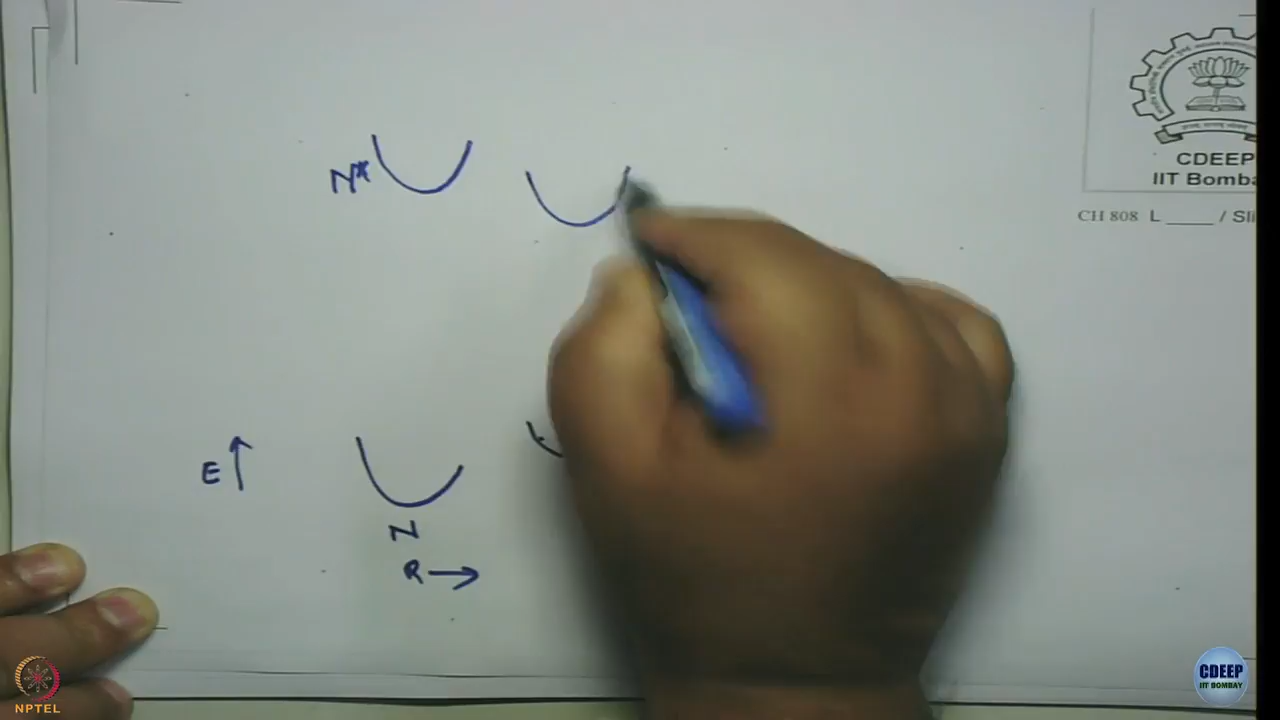 N*
E
N
R
CDEEP
IIT Bomba
CH 808 L ____ / Sli
NPTEL
CDEEP
IIT BOMBAY